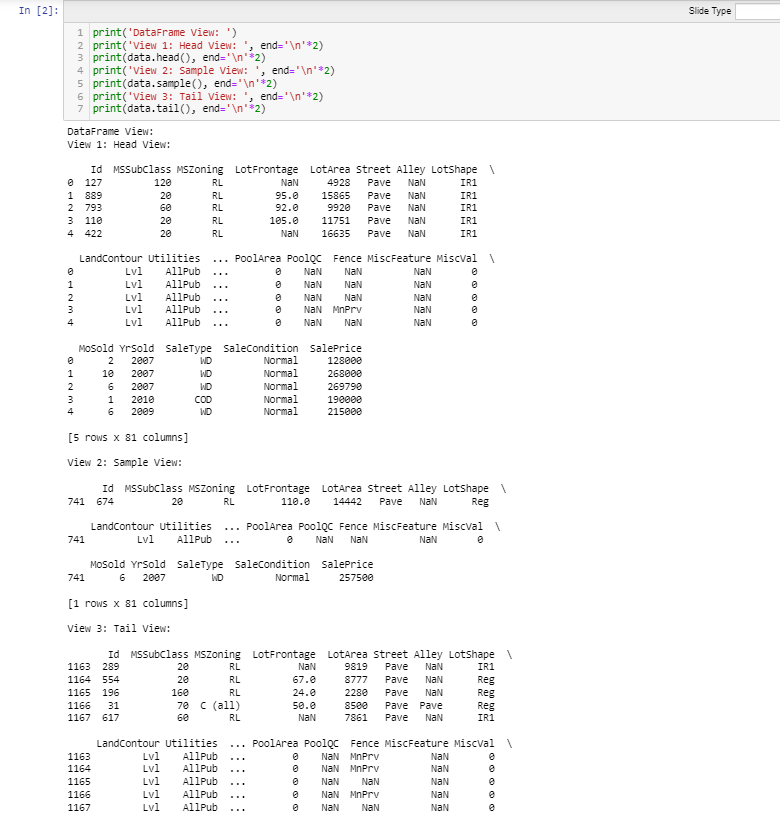 In [2]:
Slide Type
1 print('DataFrame View: ')
2 print('View 1: Head View: ', end='\n'*2)
3 print(data.head(), end='\n'*2)
4 print('View 2: Sample View: ', end='\n'*2)
5 print(data.sample(), end='\n'*2)
6 print('View 3: Tail View: ', end='\n'*2)
7 print(data.tail(), end='\n'*2)
DataFrame View:
View 1: Head View:
Id MSSubClass MSZoning LotFrontage LotArea Street Alley LotShape \
0 127 120 RL NaN 4928 Pave NaN IR1
1 889 20 RL 95.0 15865 Pave NaN IR1
2 793 60 RL 92.0 9920 Pave NaN IR1
3 110 20 RL 105.0 11751 Pave NaN IR1
4 422 20 RL NaN 16635 Pave NaN IR1
LandContour Utilities ... PoolArea PoolQC Fence MiscFeature MiscVal \
0 Lvl AllPub ... 0 NaN NaN NaN 0
1 Lvl AllPub ... 0 NaN NaN NaN 0
2 Lvl AllPub ... 0 NaN NaN NaN 0
3 Lvl AllPub ... 0 NaN MnPrv NaN 0
4 Lvl AllPub ... 0 NaN NaN NaN 0
MoSold YrSold SaleType SaleCondition SalePrice
0 2 2007 WD Normal 128000
1 10 2007 WD Normal 268000
2 6 2007 WD Normal 269790
3 1 2010 COD Normal 190000
4 6 2009 WD Normal 215000
[5 rows x 81 columns]
View 2: Sample View:
Id MSSubClass MSZoning LotFrontage LotArea Street Alley LotShape \
741 674 20 RL 110.0 14442 Pave NaN Reg
LandContour Utilities ... PoolArea PoolQC Fence MiscFeature MiscVal \
741 Lvl AllPub ... 0 NaN NaN NaN 0
MoSold YrSold SaleType SaleCondition SalePrice
741 6 2007 WD Normal 257500
[1 rows x 81 columns]
View 3: Tail View:
Id MSSubClass MSZoning LotFrontage LotArea Street Alley LotShape \
1163 289 20 RL NaN 9819 Pave NaN IR1
1164 554 20 RL 67.0 8777 Pave NaN Reg
1165 196 160 RL 24.0 2280 Pave NaN Reg
1166 31 70 C (all) 50.0 8500 Pave Pave Reg
1167 617 60 RL NaN 7861 Pave NaN IR1
LandContour Utilities ... PoolArea PoolQC Fence MiscFeature MiscVal \
1163 Lvl AllPub ... 0 NaN MnPrv NaN 0
1164 Lvl AllPub ... 0 NaN MnPrv NaN 0
1165 Lvl AllPub ... 0 NaN NaN NaN 0
1166 Lvl AllPub ... 0 NaN MnPrv NaN 0
1167 Lvl AllPub ... 0 NaN NaN NaN 0